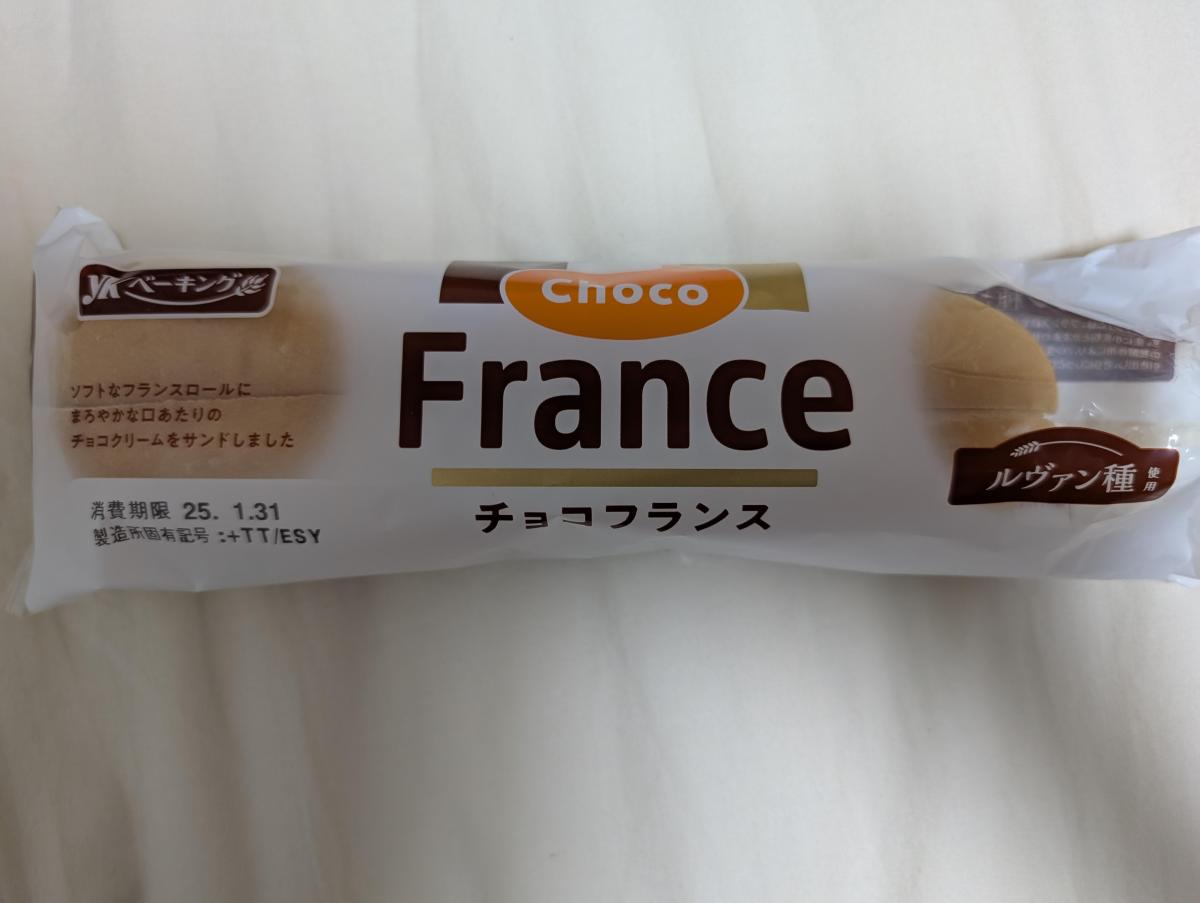 YKベーキング
Choco
France
チョコフランス
ソフトなフランスロールに
まろやかな口あたりの
チョコクリームをサンドしました
消費期限 25. 1.31
製造所固有記号 :+TT/ESY
ルヴァン種 使用